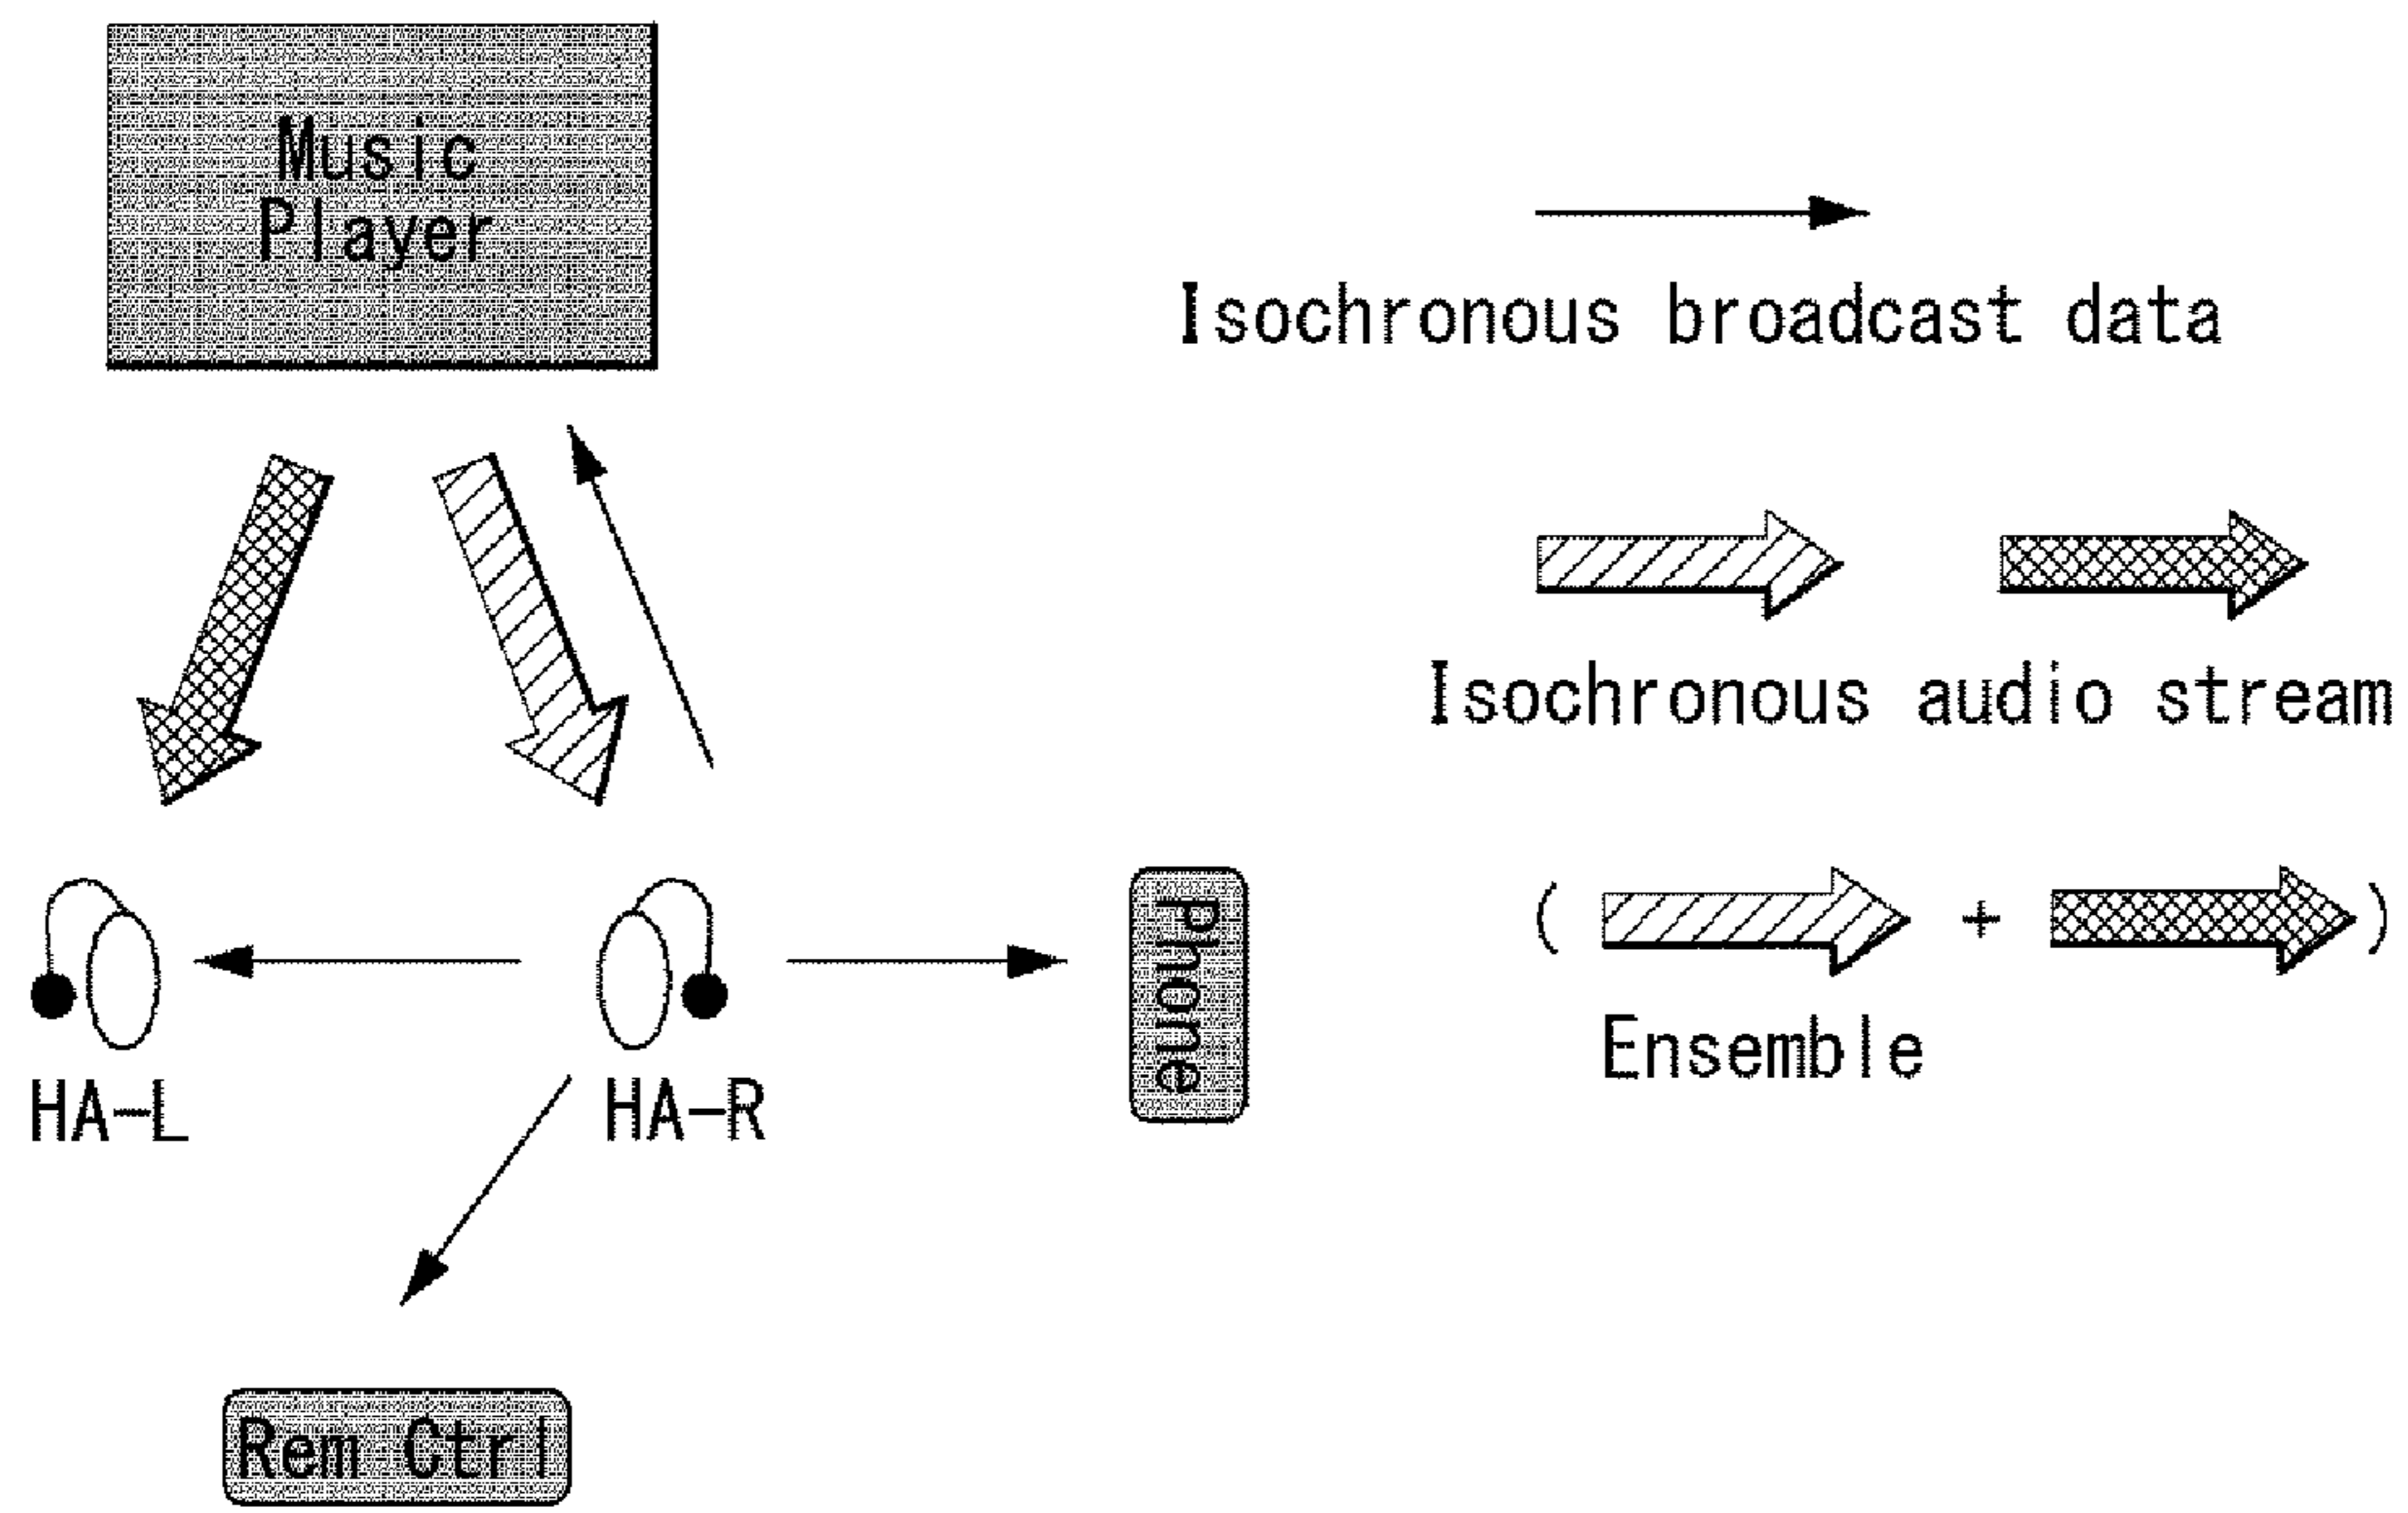 Music
Player
Isochronous broadcast data
Isochronous audio stream
( + )
Ensemble
Phone
HA-L
HA-R
Rem Ctrl